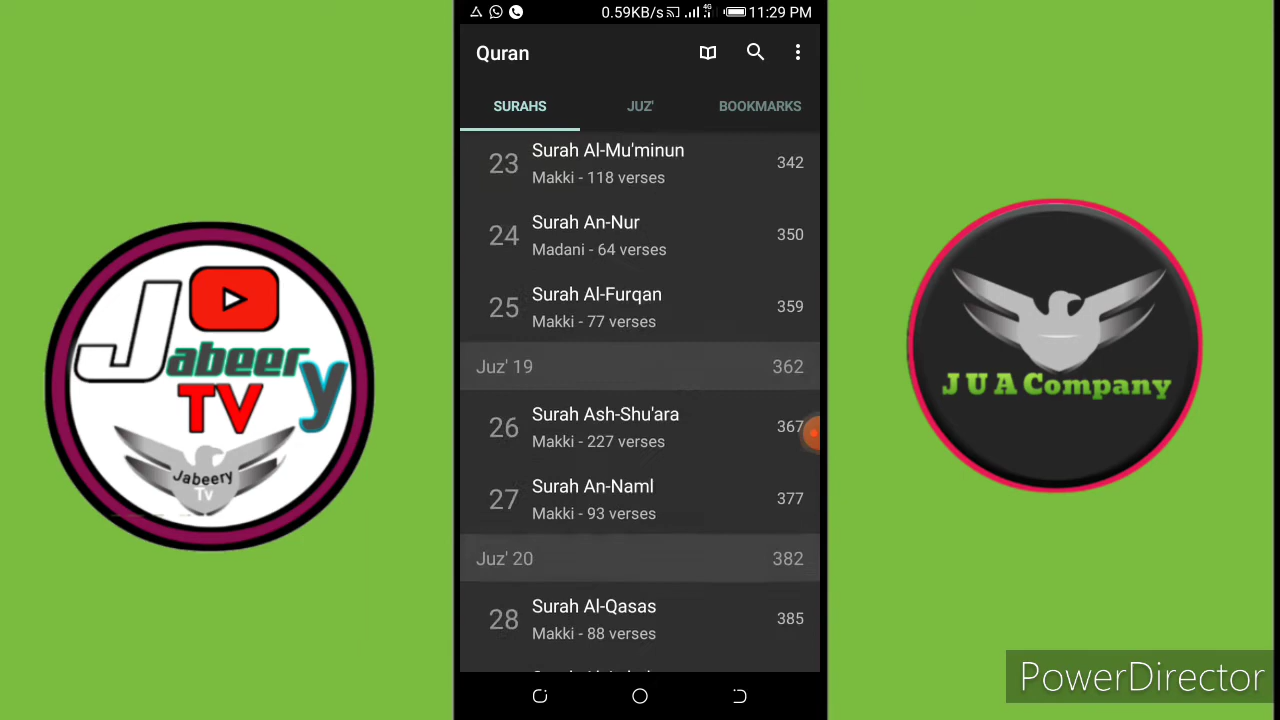 0.59KB/s 4G 11:29 PM
Quran
SURAHS JUZ' BOOKMARKS
23 Surah Al-Mu'minun 342
Makki - 118 verses
24 Surah An-Nur 350
Madani - 64 verses
25 Surah Al-Furqan 359
Makki - 77 verses
Juz' 19 362
26 Surah Ash-Shu'ara 367
Makki - 227 verses
27 Surah An-Naml 377
Makki - 93 verses
Juz' 20 382
28 Surah Al-Qasas 385
Makki - 88 verses
Jabeery
TV
Jabeery
Tv
J U A Company
PowerDirector